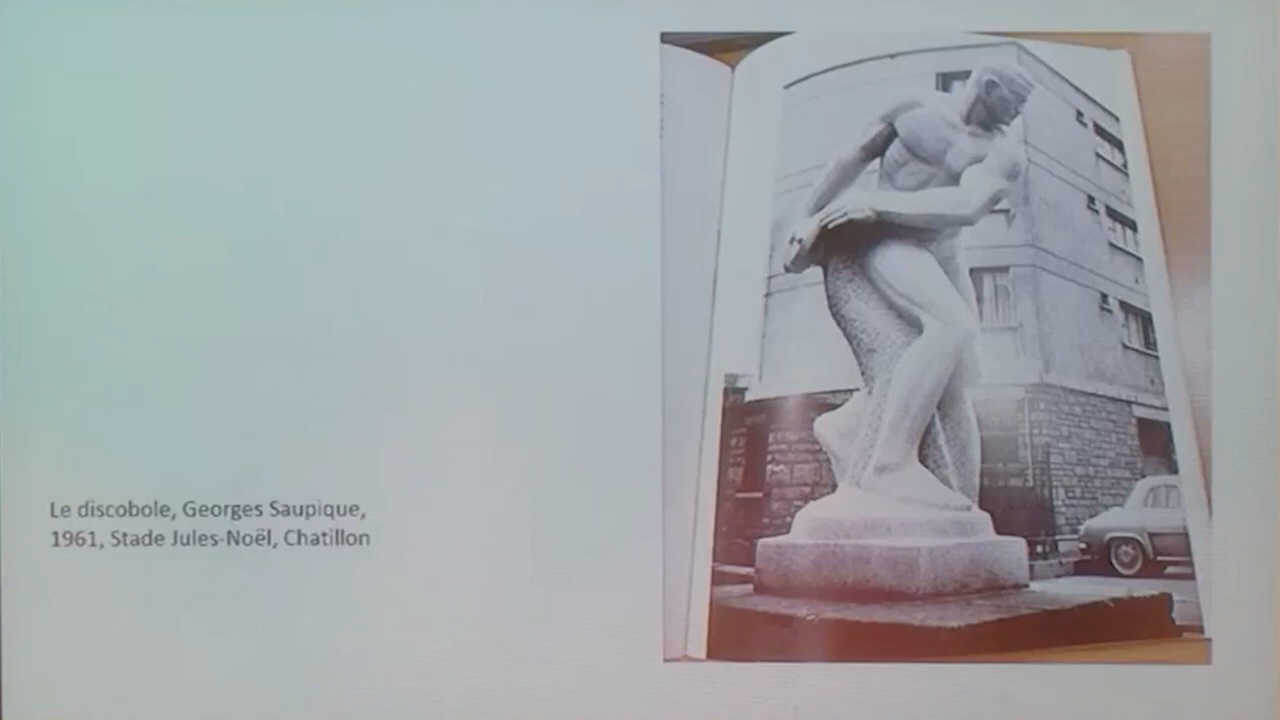 Le discobole, Georges Saupique,
1961, Stade Jules-Noël, Chatillon